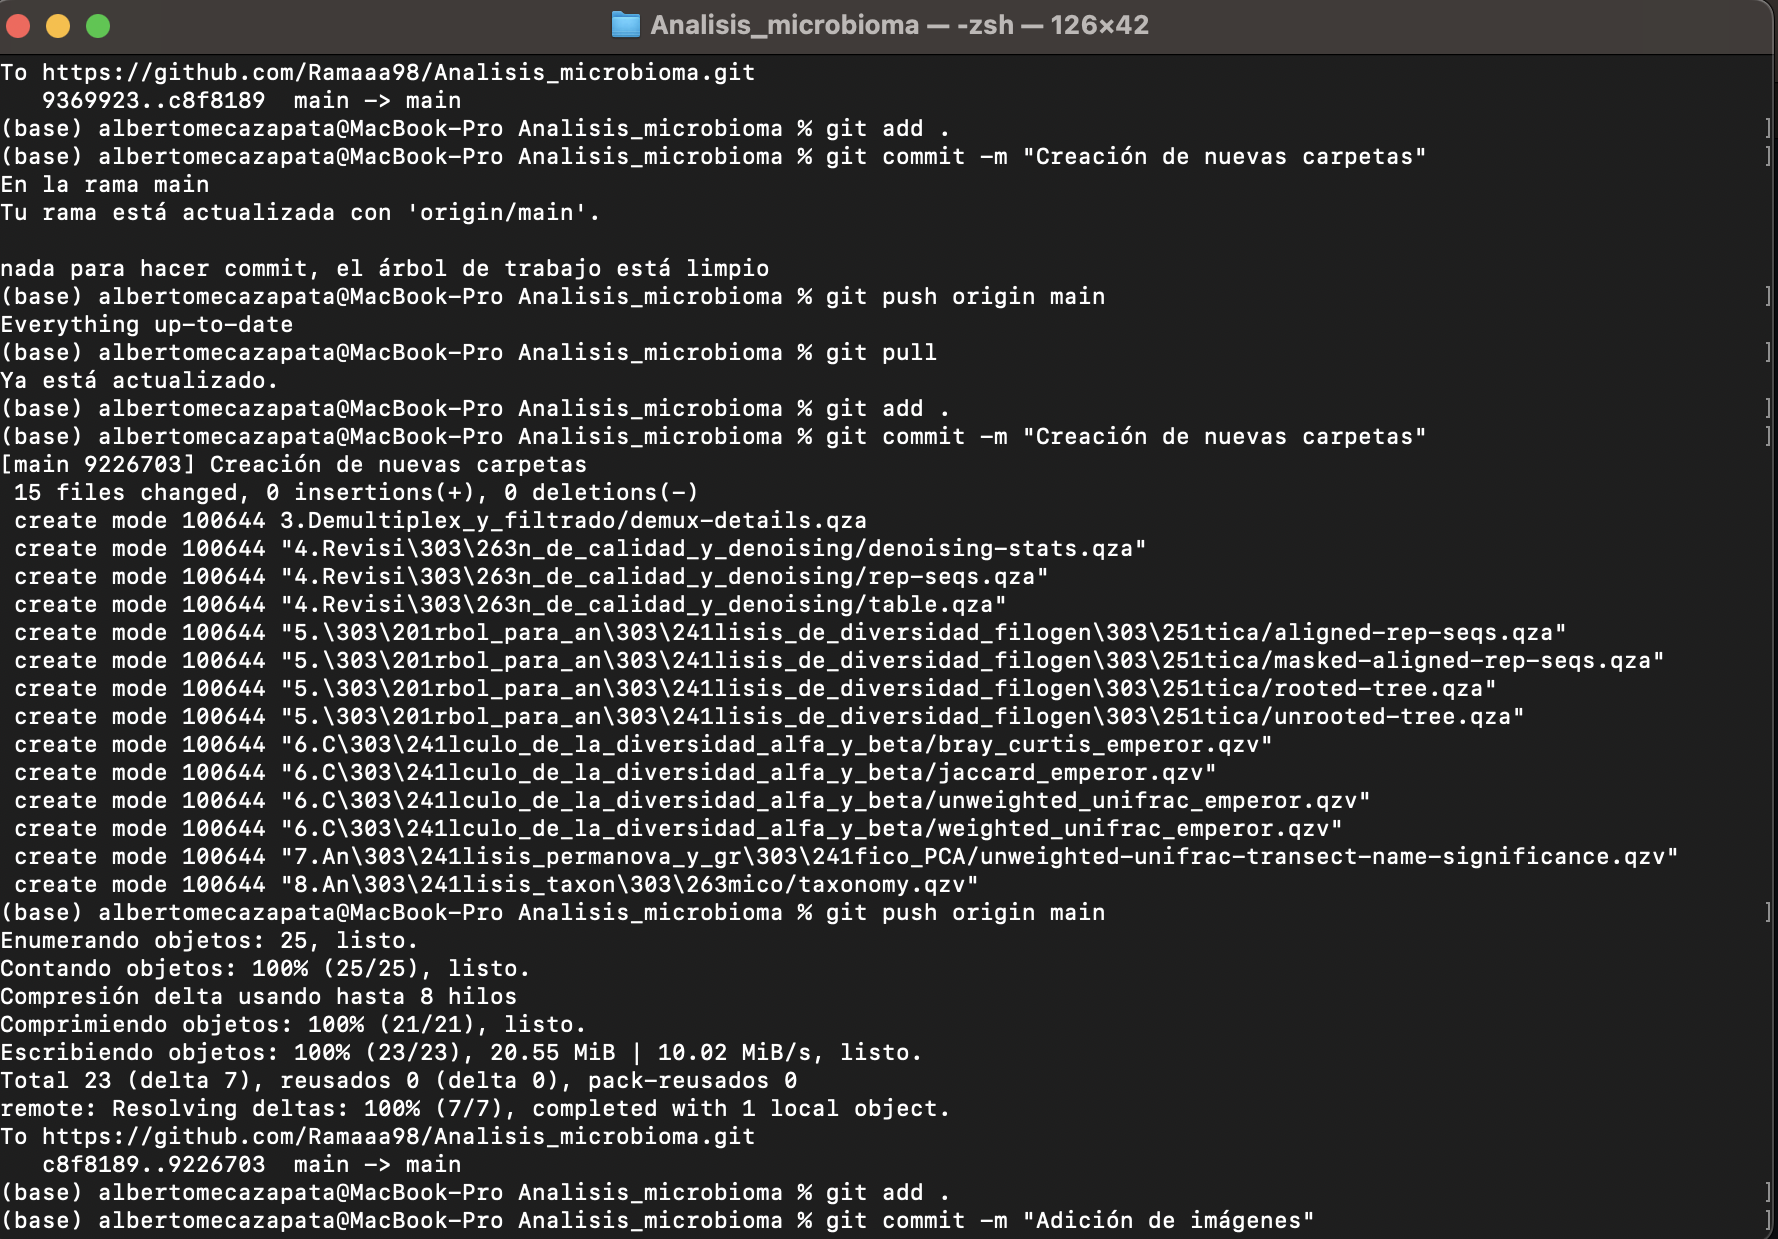 Analisis_microbioma — -zsh — 126×42
To https://github.com/Ramaaa98/Analisis_microbioma.git
   9369923..c8f8189  main -> main
(base) albertomecazapata@MacBook-Pro Analisis_microbioma % git add .
(base) albertomecazapata@MacBook-Pro Analisis_microbioma % git commit -m "Creación de nuevas carpetas"
En la rama main
Tu rama está actualizada con 'origin/main'.

nada para hacer commit, el árbol de trabajo está limpio
(base) albertomecazapata@MacBook-Pro Analisis_microbioma % git push origin main
Everything up-to-date
(base) albertomecazapata@MacBook-Pro Analisis_microbioma % git pull
Ya está actualizado.
(base) albertomecazapata@MacBook-Pro Analisis_microbioma % git add .
(base) albertomecazapata@MacBook-Pro Analisis_microbioma % git commit -m "Creación de nuevas carpetas"
[main 9226703] Creación de nuevas carpetas
 15 files changed, 0 insertions(+), 0 deletions(-)
 create mode 100644 3.Demultiplex_y_filtrado/demux-details.qza
 create mode 100644 "4.Revisi\303\263n_de_calidad_y_denoising/denoising-stats.qza"
 create mode 100644 "4.Revisi\303\263n_de_calidad_y_denoising/rep-seqs.qza"
 create mode 100644 "4.Revisi\303\263n_de_calidad_y_denoising/table.qza"
 create mode 100644 "5.\303\201rbol_para_an\303\241lisis_de_diversidad_filogen\303\251tica/aligned-rep-seqs.qza"
 create mode 100644 "5.\303\201rbol_para_an\303\241lisis_de_diversidad_filogen\303\251tica/masked-aligned-rep-seqs.qza"
 create mode 100644 "5.\303\201rbol_para_an\303\241lisis_de_diversidad_filogen\303\251tica/rooted-tree.qza"
 create mode 100644 "5.\303\201rbol_para_an\303\241lisis_de_diversidad_filogen\303\251tica/unrooted-tree.qza"
 create mode 100644 "6.C\303\241lculo_de_la_diversidad_alfa_y_beta/bray_curtis_emperor.qzv"
 create mode 100644 "6.C\303\241lculo_de_la_diversidad_alfa_y_beta/jaccard_emperor.qzv"
 create mode 100644 "6.C\303\241lculo_de_la_diversidad_alfa_y_beta/unweighted_unifrac_emperor.qzv"
 create mode 100644 "6.C\303\241lculo_de_la_diversidad_alfa_y_beta/weighted_unifrac_emperor.qzv"
 create mode 100644 "7.An\303\241lisis_permanova_y_gr\303\241fico_PCA/unweighted-unifrac-transect-name-significance.qzv"
 create mode 100644 "8.An\303\241lisis_taxon\303\263mico/taxonomy.qzv"
(base) albertomecazapata@MacBook-Pro Analisis_microbioma % git push origin main
Enumerando objetos: 25, listo.
Contando objetos: 100% (25/25), listo.
Compresión delta usando hasta 8 hilos
Comprimiendo objetos: 100% (21/21), listo.
Escribiendo objetos: 100% (23/23), 20.55 MiB | 10.02 MiB/s, listo.
Total 23 (delta 7), reusados 0 (delta 0), pack-reusados 0
remote: Resolving deltas: 100% (7/7), completed with 1 local object.
To https://github.com/Ramaaa98/Analisis_microbioma.git
   c8f8189..9226703  main -> main
(base) albertomecazapata@MacBook-Pro Analisis_microbioma % git add .
(base) albertomecazapata@MacBook-Pro Analisis_microbioma % git commit -m "Adición de imágenes"